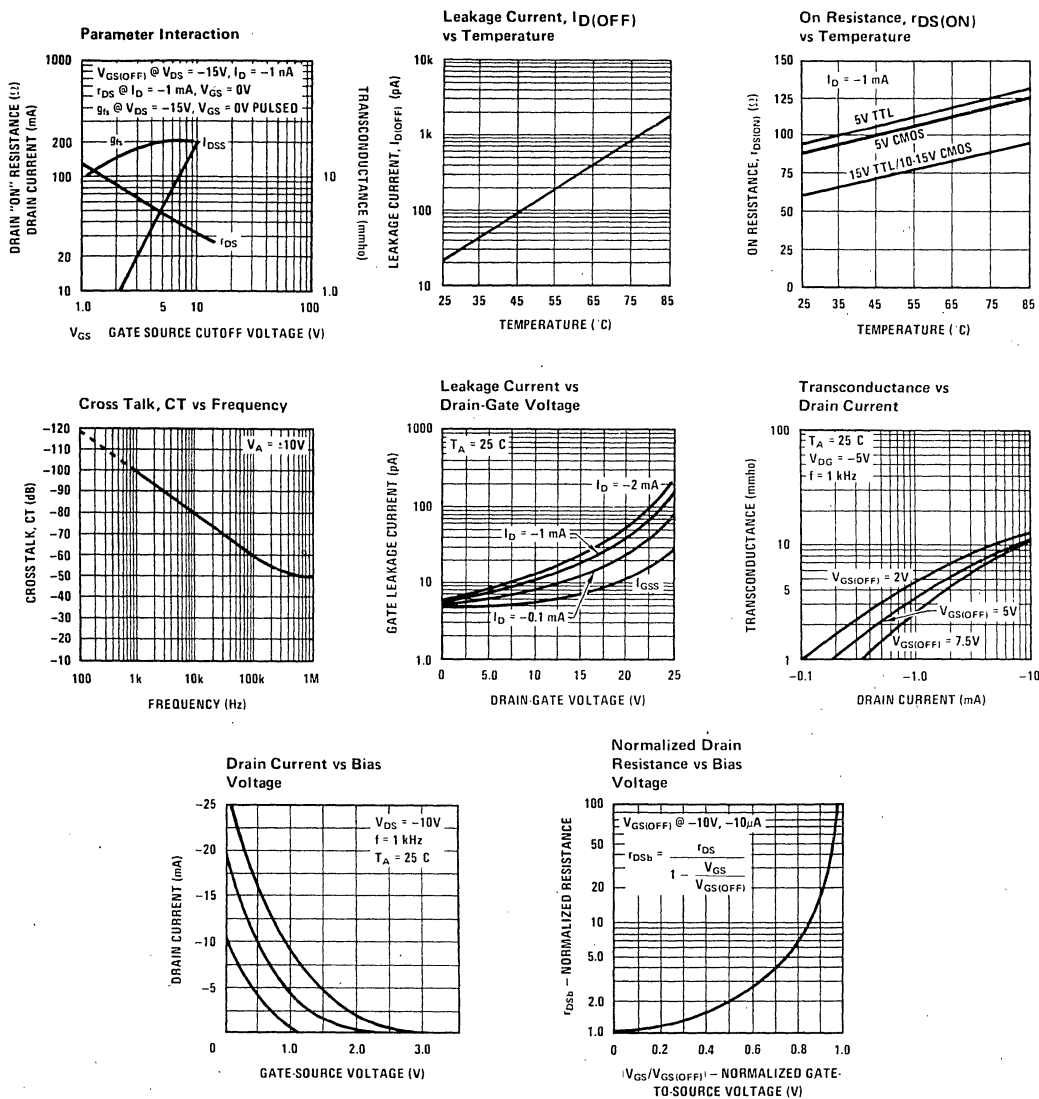 Parameter Interaction
1000
500
200
100
50
20
10
DRAIN "ON" RESISTANCE (Ω)
DRAIN CURRENT (mA)
VGS(OFF) @ VDS = −15V, ID = −1 nA
rDS @ ID = −1 mA, VGS = 0V
gfs @ VDS = −15V, VGS = 0V PULSED
gfs
IDSS
rDS
10
1.0
TRANSCONDUCTANCE (mmho)
1.0 5 10 100
VGS GATE SOURCE CUTOFF VOLTAGE (V)
Leakage Current, ID(OFF)
vs Temperature
10k
1k
100
10
LEAKAGE CURRENT, ID(OFF) (pA)
25 35 45 55 65 75 85
TEMPERATURE (°C)
On Resistance, rDS(ON)
vs Temperature
150
125
100
75
50
25
0
ON RESISTANCE, rDS(ON) (Ω)
ID = −1 mA
5V TTL
5V CMOS
15V TTL/10-15V CMOS
25 35 45 55 65 75 85
TEMPERATURE (°C)
Cross Talk, CT vs Frequency
−120
−110
−100
−90
−80
−70
−60
−50
−40
−30
−20
−10
CROSS TALK, CT (dB)
VA = ±10V
100 1k 10k 100k 1M
FREQUENCY (Hz)
Leakage Current vs
Drain-Gate Voltage
1000
100
10
1.0
GATE LEAKAGE CURRENT (pA)
TA = 25 C
ID = −2 mA
ID = −1 mA
IGSS
ID = −0.1 mA
0 5.0 10 15 20 25
DRAIN-GATE VOLTAGE (V)
Transconductance vs
Drain Current
100
10
5
1
TRANSCONDUCTANCE (mmho)
TA = 25 C
VDG = −5V
f = 1 kHz
VGS(OFF) = 2V
VGS(OFF) = 5V
VGS(OFF) = 7.5V
−0.1 −1.0 −10
DRAIN CURRENT (mA)
Drain Current vs Bias
Voltage
−25
−20
−15
−10
−5
0
DRAIN CURRENT (mA)
VDS = −10V
f = 1 kHz
TA = 25 C
1.0 2.0 3.0
GATE-SOURCE VOLTAGE (V)
Normalized Drain
Resistance vs Bias
Voltage
100
50
20
10
5.0
2.0
1.0
rDSb − NORMALIZED RESISTANCE
VGS(OFF) @ −10V, −10µA
rDSb = rDS / 1 − VGS / VGS(OFF)
0 0.2 0.4 0.6 0.8 1.0
|VGS/VGS(OFF)| − NORMALIZED GATE-
TO-SOURCE VOLTAGE (V)